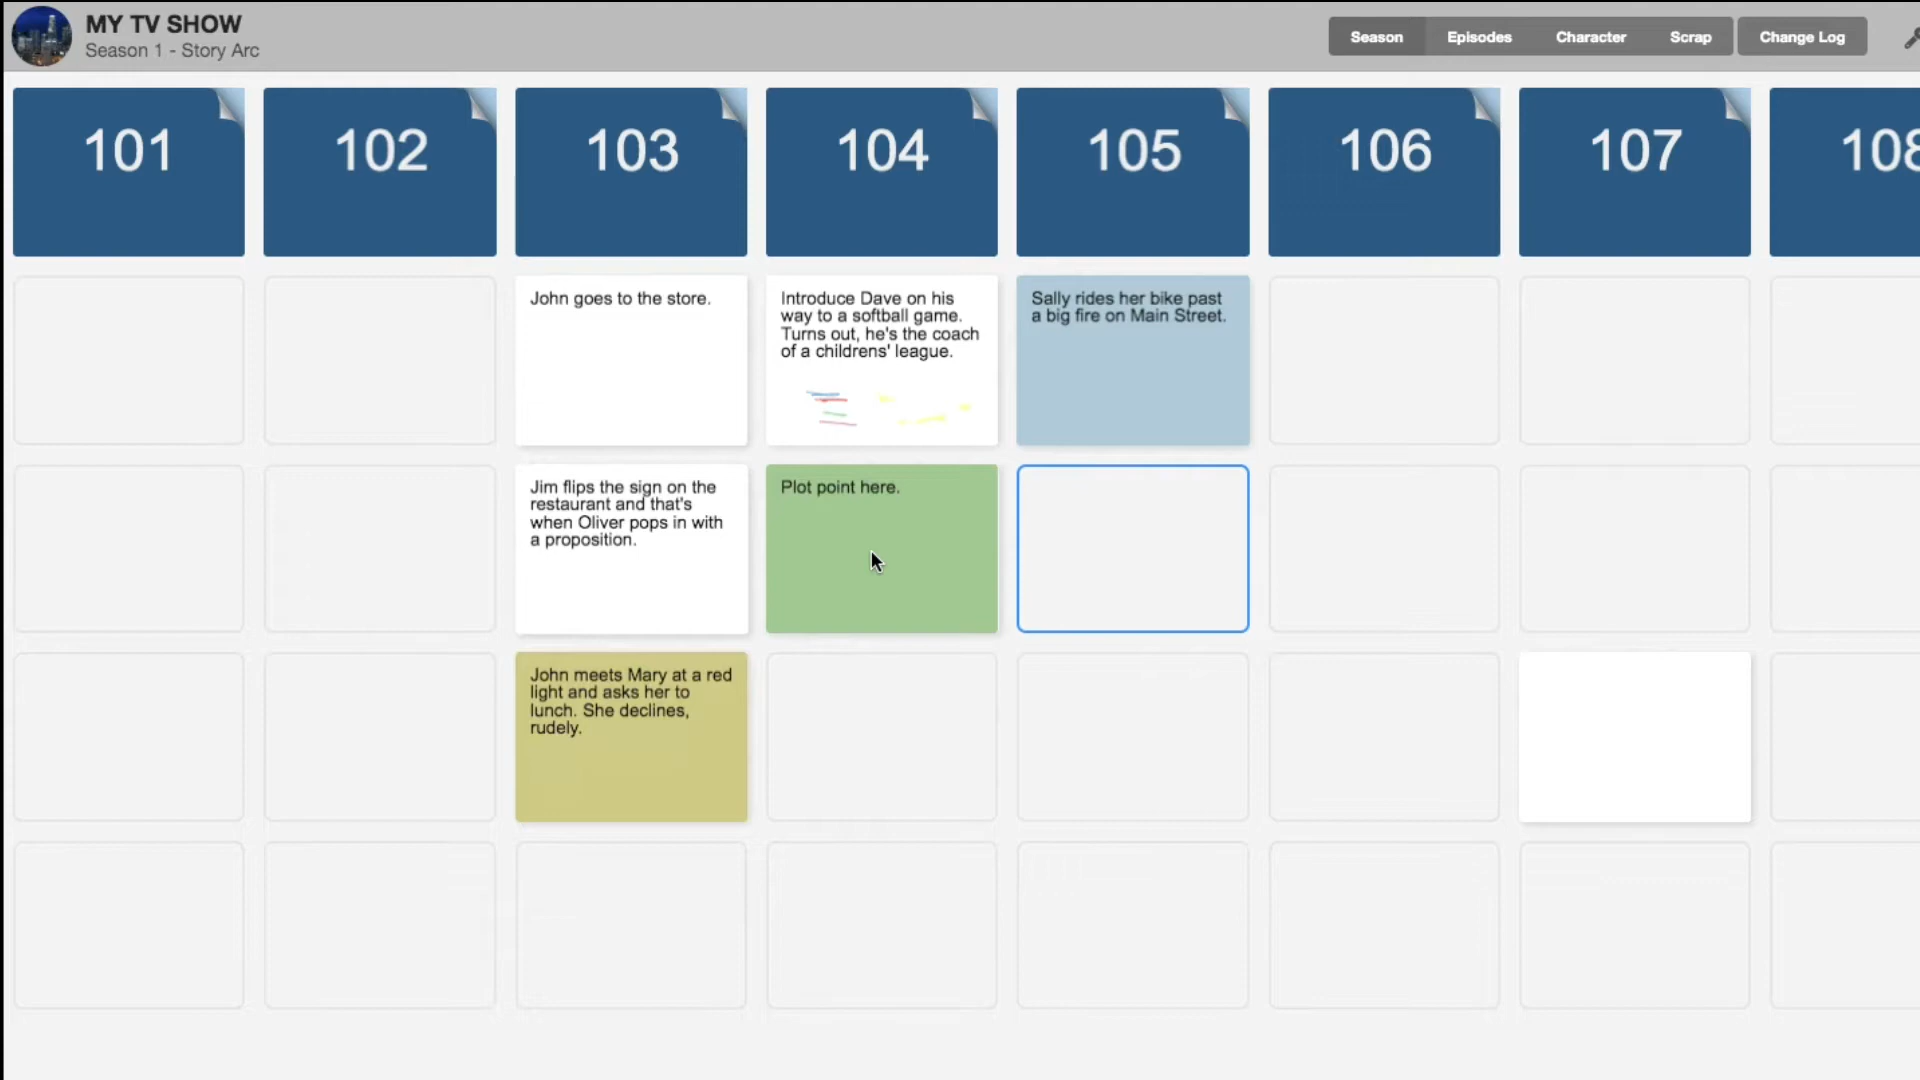 MY TV SHOW
Season 1 - Story Arc
Season
Episodes
Character
Scrap
Change Log
101
102
103
104
105
106
107
108
John goes to the store.
Introduce Dave on his
way to a softball game.
Turns out, he's the coach
of a childrens' league.
Sally rides her bike past
a big fire on Main Street.
Jim flips the sign on the
restaurant and that's
when Oliver pops in with
a proposition.
Plot point here.
John meets Mary at a red
light and asks her to
lunch. She declines,
rudely.